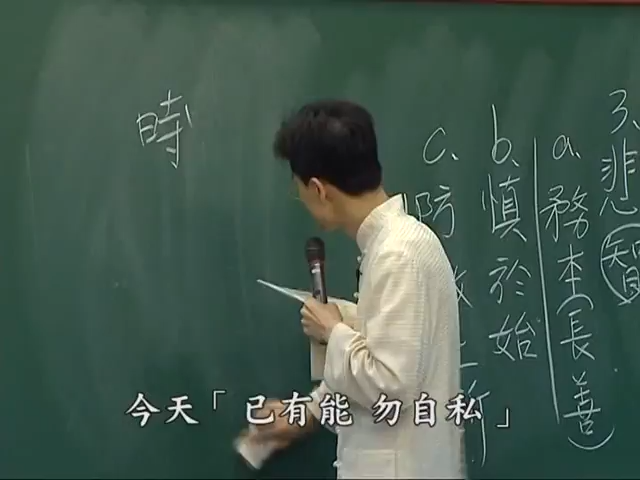 3、悲智
a、務本(長善)
b、慎於始
c、防
時
今天「己有能 勿自私」